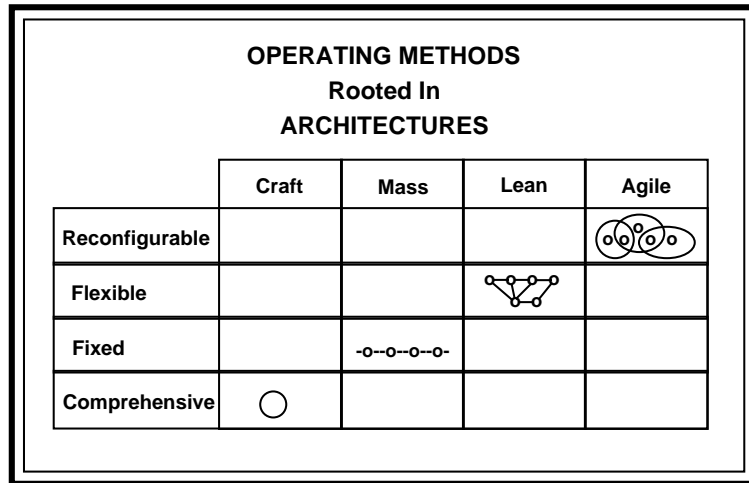 OPERATING METHODS
Rooted In
ARCHITECTURES
Craft Mass Lean Agile
Reconfigurable
Flexible
Fixed -o--o--o--o-
Comprehensive